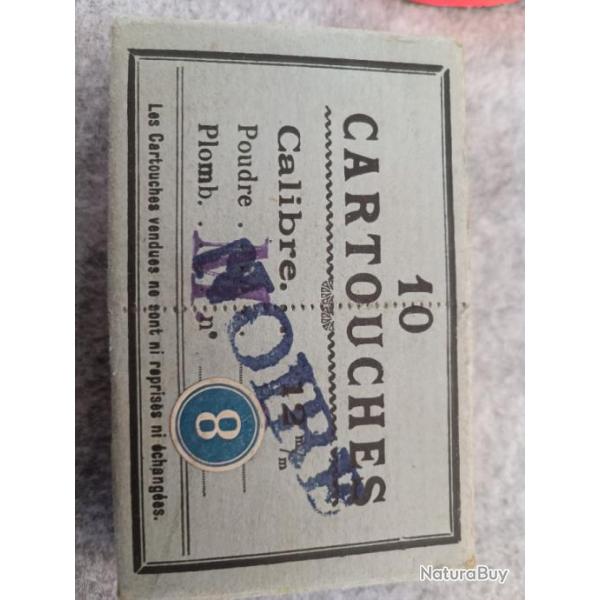 10
CARTOUCHES
Calibre. . 12 m/m
Poudre . M
Plomb. . M n° 8
NOIRE
Les Cartouches vendues ne sont ni reprises ni échangées.
NaturaBuy